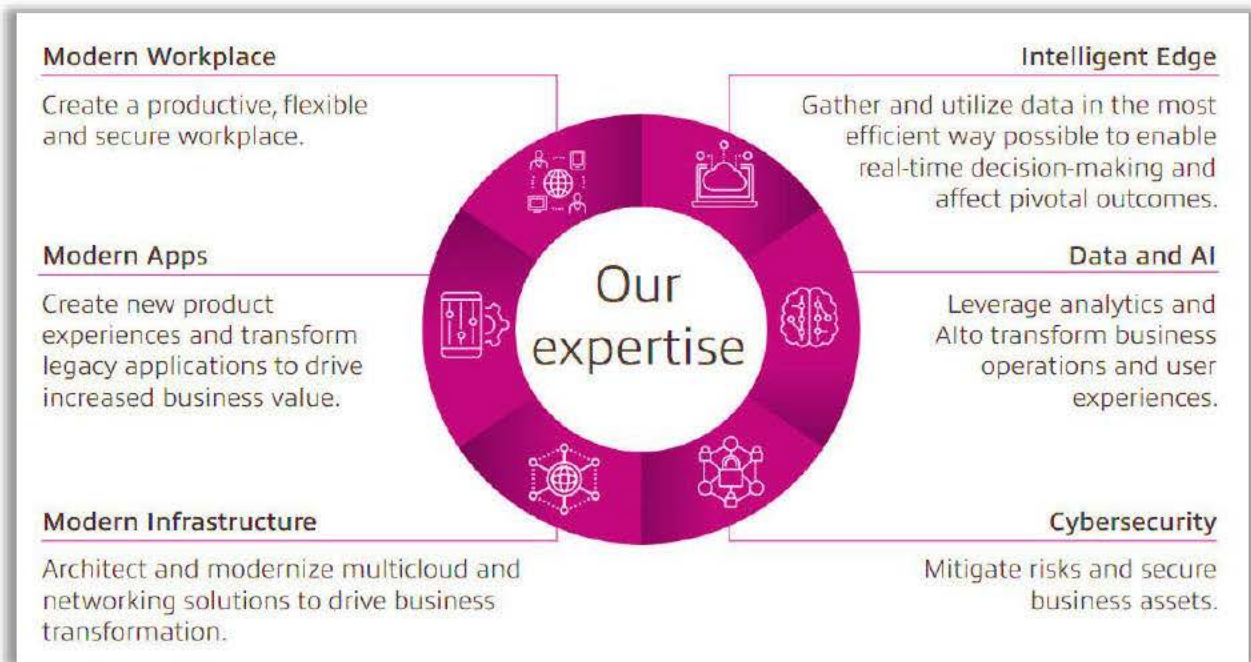 Modern Workplace
Create a productive, flexible
and secure workplace.
Modern Apps
Create new product
experiences and transform
legacy applications to drive
increased business value.
Modern Infrastructure
Architect and modernize multicloud and
networking solutions to drive business
transformation.
Our
expertise
Intelligent Edge
Gather and utilize data in the most
efficient way possible to enable
real-time decision-making and
affect pivotal outcomes.
Data and AI
Leverage analytics and
AIto transform business
operations and user
experiences.
Cybersecurity
Mitigate risks and secure
business assets.